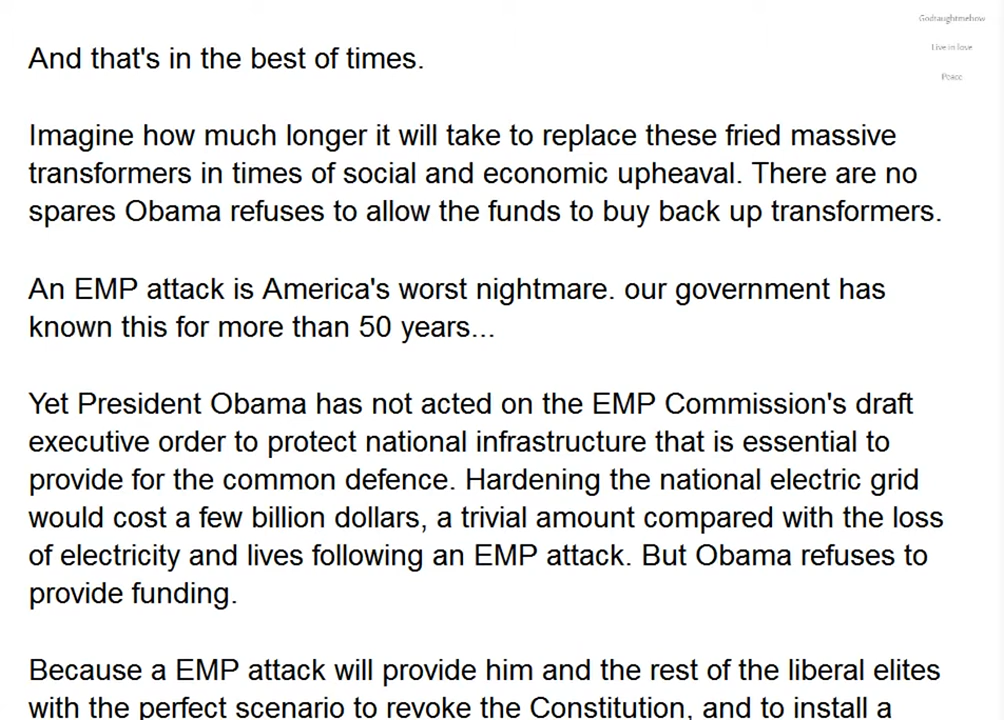 Godtaughtmehow
Live in love
Peace
And that's in the best of times.
Imagine how much longer it will take to replace these fried massive
transformers in times of social and economic upheaval. There are no
spares Obama refuses to allow the funds to buy back up transformers.
An EMP attack is America's worst nightmare. our government has
known this for more than 50 years...
Yet President Obama has not acted on the EMP Commission's draft
executive order to protect national infrastructure that is essential to
provide for the common defence. Hardening the national electric grid
would cost a few billion dollars, a trivial amount compared with the loss
of electricity and lives following an EMP attack. But Obama refuses to
provide funding.
Because a EMP attack will provide him and the rest of the liberal elites
with the perfect scenario to revoke the Constitution, and to install a